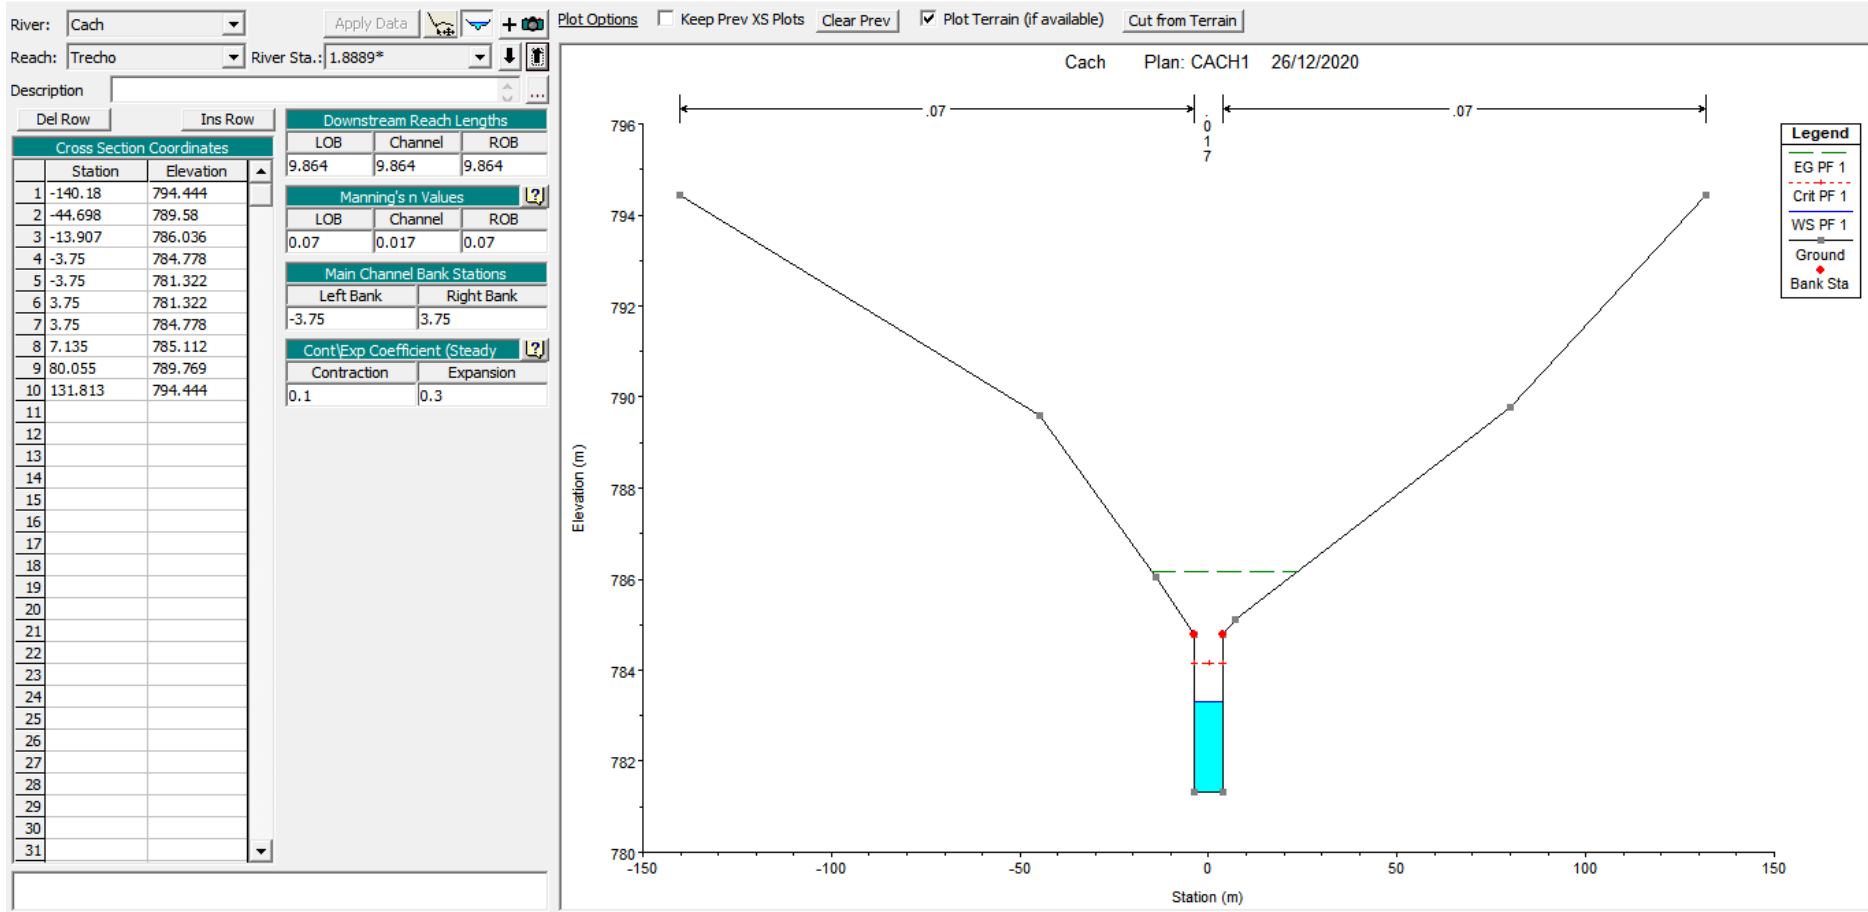 River: Cach Apply Data
Reach: Trecho River Sta.: 1.8889*
Description ...
Del Row Ins Row
Cross Section Coordinates
Station Elevation
1 -140.18 794.444
2 -44.698 789.58
3 -13.907 786.036
4 -3.75 784.778
5 -3.75 781.322
6 3.75 781.322
7 3.75 784.778
8 7.135 785.112
9 80.055 789.769
10 131.813 794.444
11
12
13
14
15
16
17
18
19
20
21
22
23
24
25
26
27
28
29
30
31
Downstream Reach Lengths
LOB Channel ROB
9.864 9.864 9.864
Manning's n Values
LOB Channel ROB
0.07 0.017 0.07
Main Channel Bank Stations
Left Bank Right Bank
-3.75 3.75
Cont\Exp Coefficient (Steady
Contraction Expansion
0.1 0.3
Plot Options Keep Prev XS Plots Clear Prev Plot Terrain (if available) Cut from Terrain
Cach Plan: CACH1 26/12/2020
.07 .017 .07
796
794
792
790
788
786
784
782
780
Elevation (m)
-150 -100 -50 0 50 100 150
Station (m)
Legend
EG PF 1
Crit PF 1
WS PF 1
Ground
Bank Sta